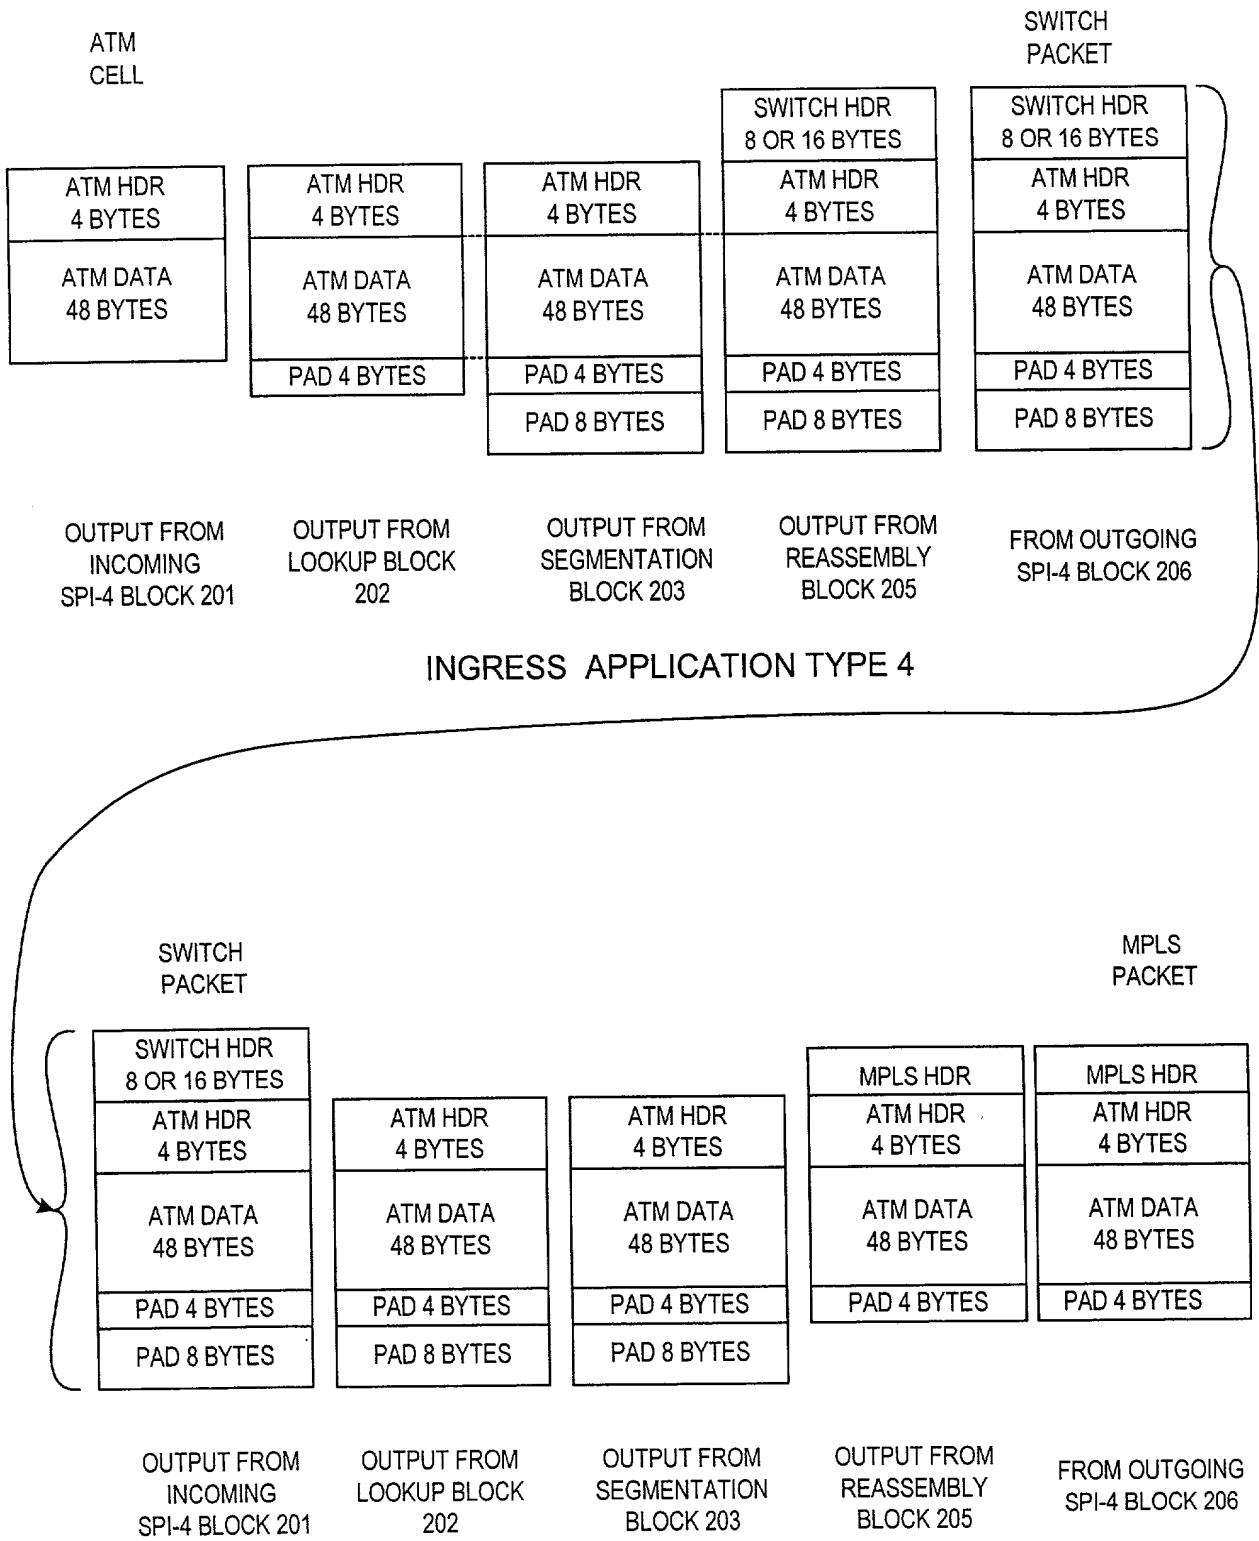 ATM
CELL
SWITCH
PACKET
ATM HDR
4 BYTES
ATM DATA
48 BYTES
ATM HDR
4 BYTES
ATM DATA
48 BYTES
PAD 4 BYTES
ATM HDR
4 BYTES
ATM DATA
48 BYTES
PAD 4 BYTES
PAD 8 BYTES
SWITCH HDR
8 OR 16 BYTES
ATM HDR
4 BYTES
ATM DATA
48 BYTES
PAD 4 BYTES
PAD 8 BYTES
SWITCH HDR
8 OR 16 BYTES
ATM HDR
4 BYTES
ATM DATA
48 BYTES
PAD 4 BYTES
PAD 8 BYTES
OUTPUT FROM
INCOMING
SPI-4 BLOCK 201
OUTPUT FROM
LOOKUP BLOCK
202
OUTPUT FROM
SEGMENTATION
BLOCK 203
OUTPUT FROM
REASSEMBLY
BLOCK 205
FROM OUTGOING
SPI-4 BLOCK 206
INGRESS APPLICATION TYPE 4
SWITCH
PACKET
MPLS
PACKET
SWITCH HDR
8 OR 16 BYTES
ATM HDR
4 BYTES
ATM DATA
48 BYTES
PAD 4 BYTES
PAD 8 BYTES
ATM HDR
4 BYTES
ATM DATA
48 BYTES
PAD 4 BYTES
PAD 8 BYTES
ATM HDR
4 BYTES
ATM DATA
48 BYTES
PAD 4 BYTES
PAD 8 BYTES
MPLS HDR
ATM HDR
4 BYTES
ATM DATA
48 BYTES
PAD 4 BYTES
MPLS HDR
ATM HDR
4 BYTES
ATM DATA
48 BYTES
PAD 4 BYTES
OUTPUT FROM
INCOMING
SPI-4 BLOCK 201
OUTPUT FROM
LOOKUP BLOCK
202
OUTPUT FROM
SEGMENTATION
BLOCK 203
OUTPUT FROM
REASSEMBLY
BLOCK 205
FROM OUTGOING
SPI-4 BLOCK 206